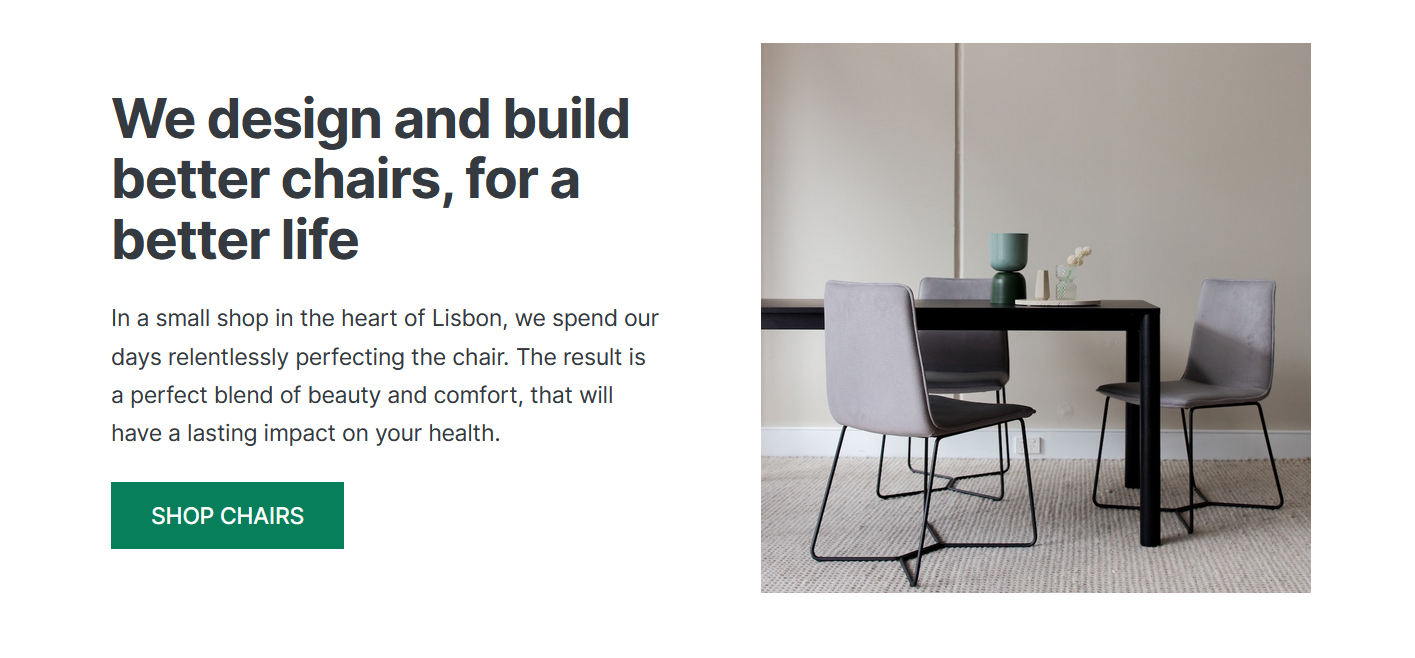 We design and build
better chairs, for a
better life
In a small shop in the heart of Lisbon, we spend our
days relentlessly perfecting the chair. The result is
a perfect blend of beauty and comfort, that will
have a lasting impact on your health.
SHOP CHAIRS